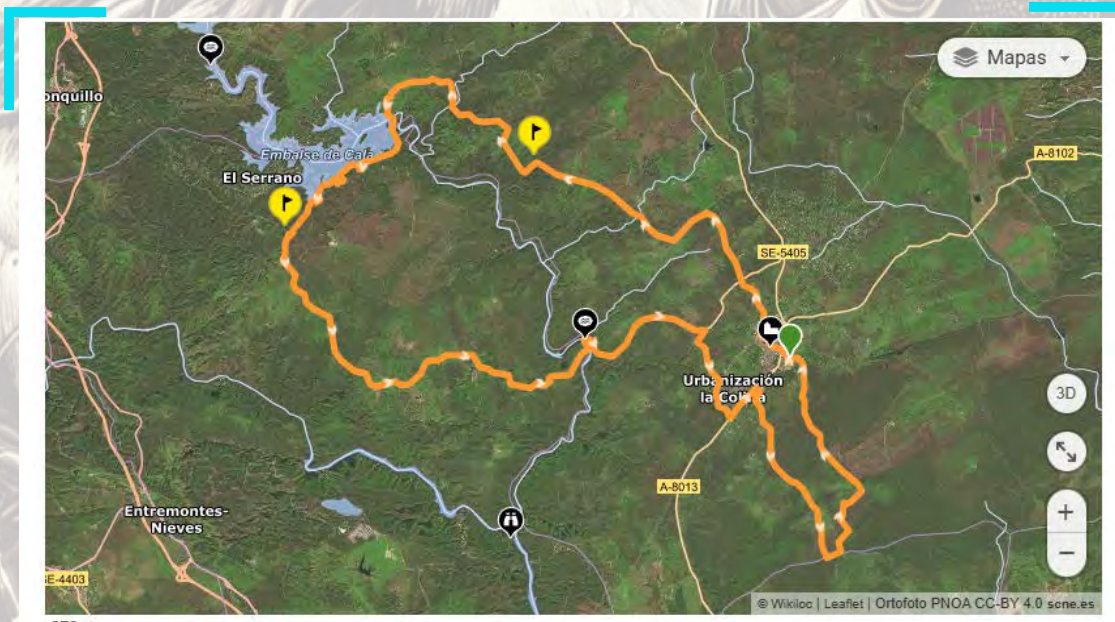 Mapas
onquillo
Embalse de Cala
A-8102
El Serrano
SE-5405
Urbanización
la Colina
3D
A-8013
Entremontes-
Nieves
+
−
SE-4403
© Wikiloc | Leaflet | Ortofoto PNOA CC-BY 4.0 scne.es